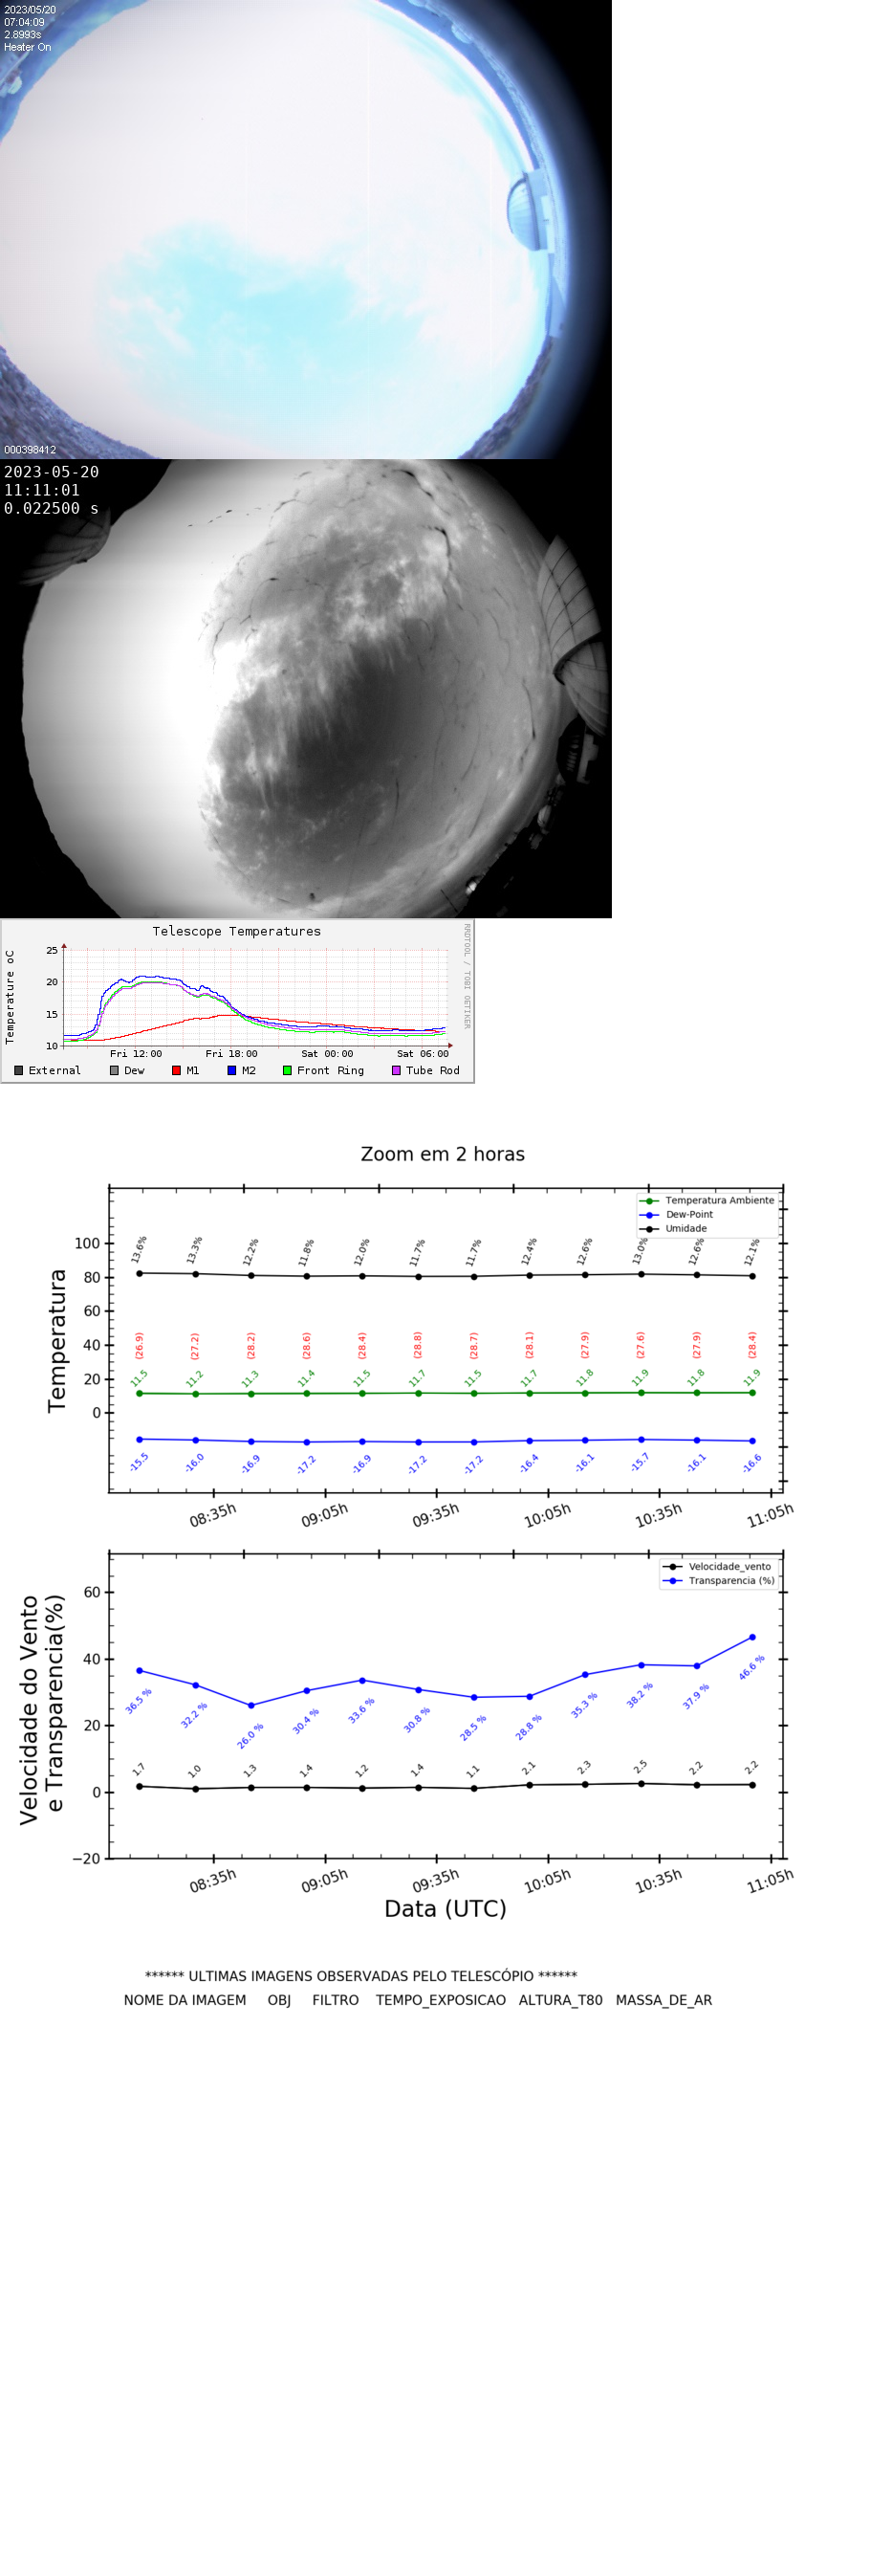 2023/05/20
07:04:09
2.8993s
Heater On
000398412
2023-05-20
11:11:01
0.022500 s
Telescope Temperatures
RRDTOOL / TOBI OETIKER
Temperature oC
25
20
15
10
Fri 12:00 Fri 18:00 Sat 00:00 Sat 06:00
External Dew M1 M2 Front Ring Tube Rod
Zoom em 2 horas
Temperatura Ambiente
Dew-Point
Umidade
Temperatura
100
80
60
40
20
0
13.6% 13.3% 12.2% 11.8% 12.0% 11.7% 11.7% 12.4% 12.6% 13.0% 12.6% 12.1%
(26.9) (27.2) (28.2) (28.6) (28.4) (28.8) (28.7) (28.1) (27.9) (27.6) (27.9) (28.4)
11.5 11.2 11.3 11.4 11.5 11.7 11.5 11.7 11.8 11.9 11.8 11.9
-15.5 -16.0 -16.9 -17.2 -16.9 -17.2 -17.2 -16.4 -16.1 -15.7 -16.1 -16.6
08:35h 09:05h 09:35h 10:05h 10:35h 11:05h
Velocidade_vento
Transparencia (%)
Velocidade do Vento
e Transparencia(%)
60
40
20
0
−20
36.5 % 32.2 % 26.0 % 30.4 % 33.6 % 30.8 % 28.5 % 28.8 % 35.3 % 38.2 % 37.9 % 46.6 %
1.7 1.0 1.3 1.4 1.2 1.4 1.1 2.1 2.3 2.5 2.2 2.2
08:35h 09:05h 09:35h 10:05h 10:35h 11:05h
Data (UTC)
****** ULTIMAS IMAGENS OBSERVADAS PELO TELESCÓPIO ******
NOME DA IMAGEM OBJ FILTRO TEMPO_EXPOSICAO ALTURA_T80 MASSA_DE_AR